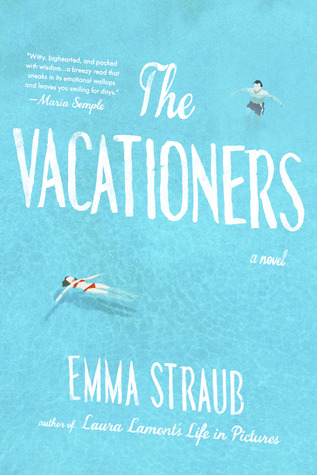 "Witty, bighearted, and packed
with wisdom...a breezy read that
sneaks in its emotional wallops
and leaves you smiling for days."
—Maria Semple
The
VACATIONERS
a novel
EMMA STRAUB
author of Laura Lamont's Life in Pictures